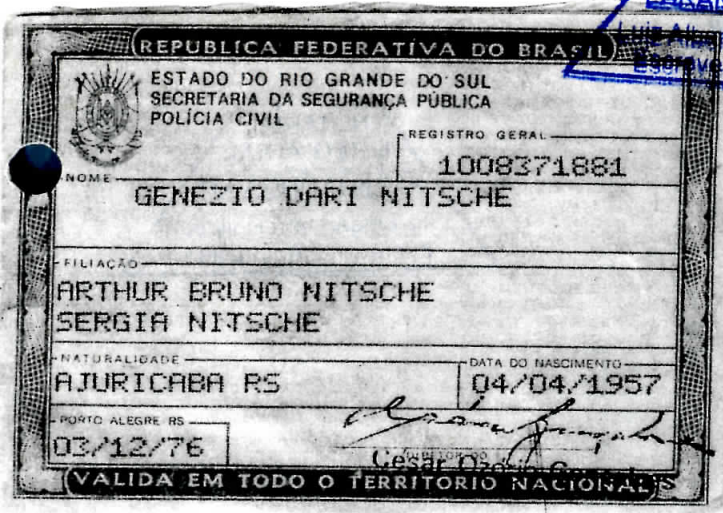 REPUBLICA FEDERATIVA DO BRASIL
ESTADO DO RIO GRANDE DO SUL
SECRETARIA DA SEGURANÇA PÚBLICA
POLÍCIA CIVIL
REGISTRO GERAL
1008371881
NOME
GENEZIO DARI NITSCHE
FILIAÇÃO
ARTHUR BRUNO NITSCHE
SERGIA NITSCHE
NATURALIDADE
AJURICABA RS
DATA DO NASCIMENTO
04/04/1957
PORTO ALEGRE RS
03/12/76
Cesar
VALIDA EM TODO O TERRITORIO NACIONAL